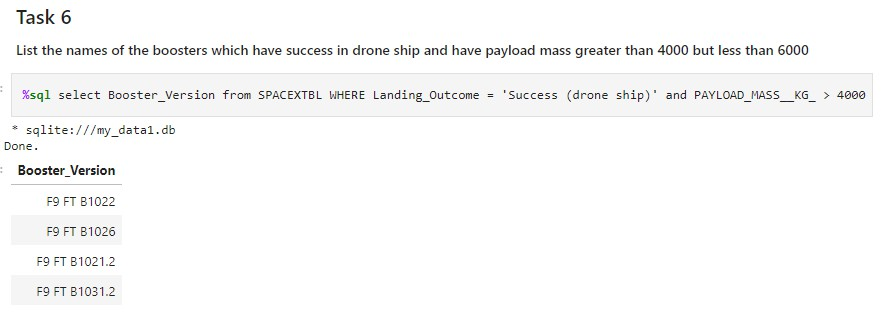 Task 6
List the names of the boosters which have success in drone ship and have payload mass greater than 4000 but less than 6000
%sql select Booster_Version from SPACEXTBL WHERE Landing_Outcome = 'Success (drone ship)' and PAYLOAD_MASS__KG_ > 4000
* sqlite:///my_data1.db
Done.
Booster_Version
F9 FT B1022
F9 FT B1026
F9 FT B1021.2
F9 FT B1031.2